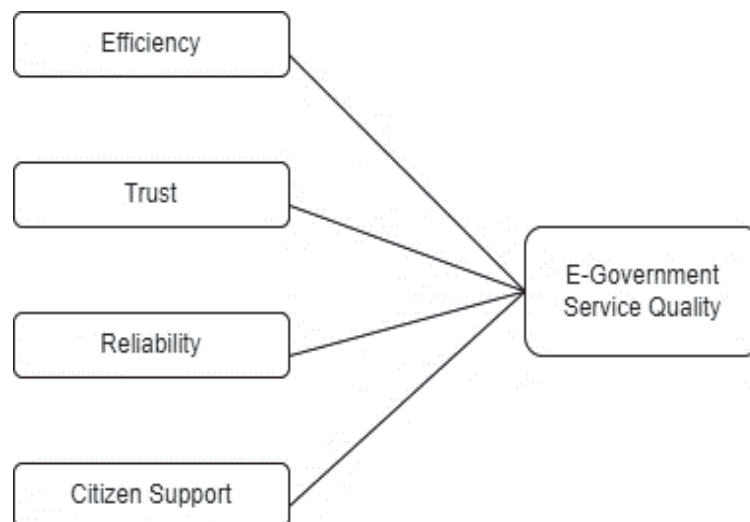 Efficiency
Trust
Reliability
Citizen Support
E-Government
Service Quality